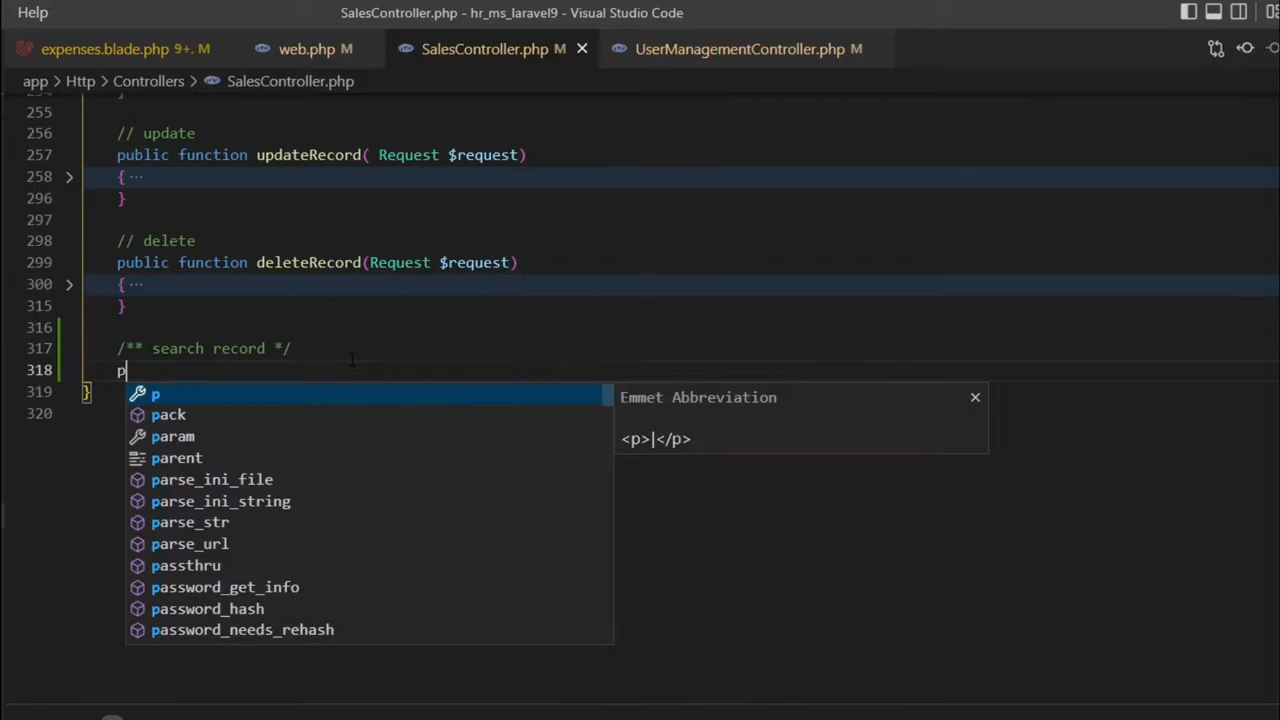 Help
SalesController.php - hr_ms_laravel9 - Visual Studio Code
expenses.blade.php 9+, M
web.php M
SalesController.php M
UserManagementController.php M
app > Http > Controllers > SalesController.php
254 }
255
256 // update
257 public function updateRecord( Request $request)
258 { ...
296 }
297
298 // delete
299 public function deleteRecord(Request $request)
300 { ...
315 }
316
317 /** search record */
318 p
319 }
320
p
pack
param
parent
parse_ini_file
parse_ini_string
parse_str
parse_url
passthru
password_get_info
password_hash
password_needs_rehash
Emmet Abbreviation
<p>|</p>